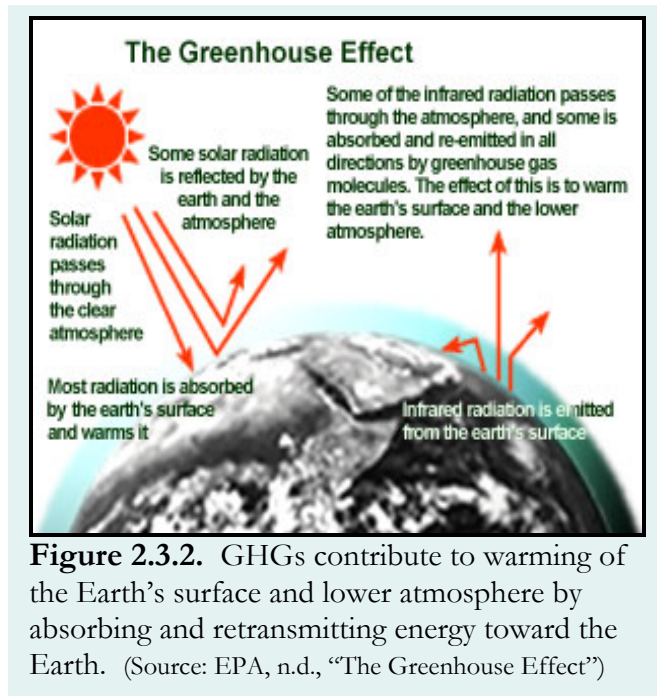 The Greenhouse Effect
Some solar radiation
is reflected by the
earth and the
atmosphere
Some of the infrared radiation passes
through the atmosphere, and some is
absorbed and re-emitted in all
directions by greenhouse gas
molecules. The effect of this is to warm
the earth's surface and the lower
atmosphere.
Solar
radiation
passes
through
the clear
atmosphere
Most radiation is absorbed
by the earth's surface
and warms it
Infrared radiation is emitted
from the earth's surface
Figure 2.3.2. GHGs contribute to warming of
the Earth’s surface and lower atmosphere by
absorbing and retransmitting energy toward the
Earth. (Source: EPA, n.d., “The Greenhouse Effect”)